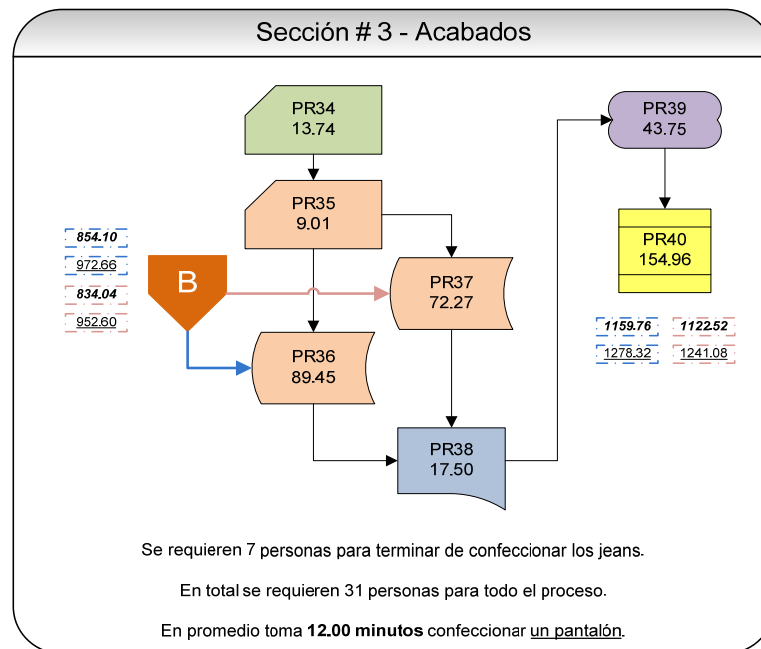 Sección # 3 - Acabados
PR34
13.74
PR39
43.75
PR35
9.01
854.10
972.66
834.04
952.60
B
PR37
72.27
PR40
154.96
PR36
89.45
1159.76
1122.52
1278.32
1241.08
PR38
17.50
Se requieren 7 personas para terminar de confeccionar los jeans.
En total se requieren 31 personas para todo el proceso.
En promedio toma 12.00 minutos confeccionar un pantalón.